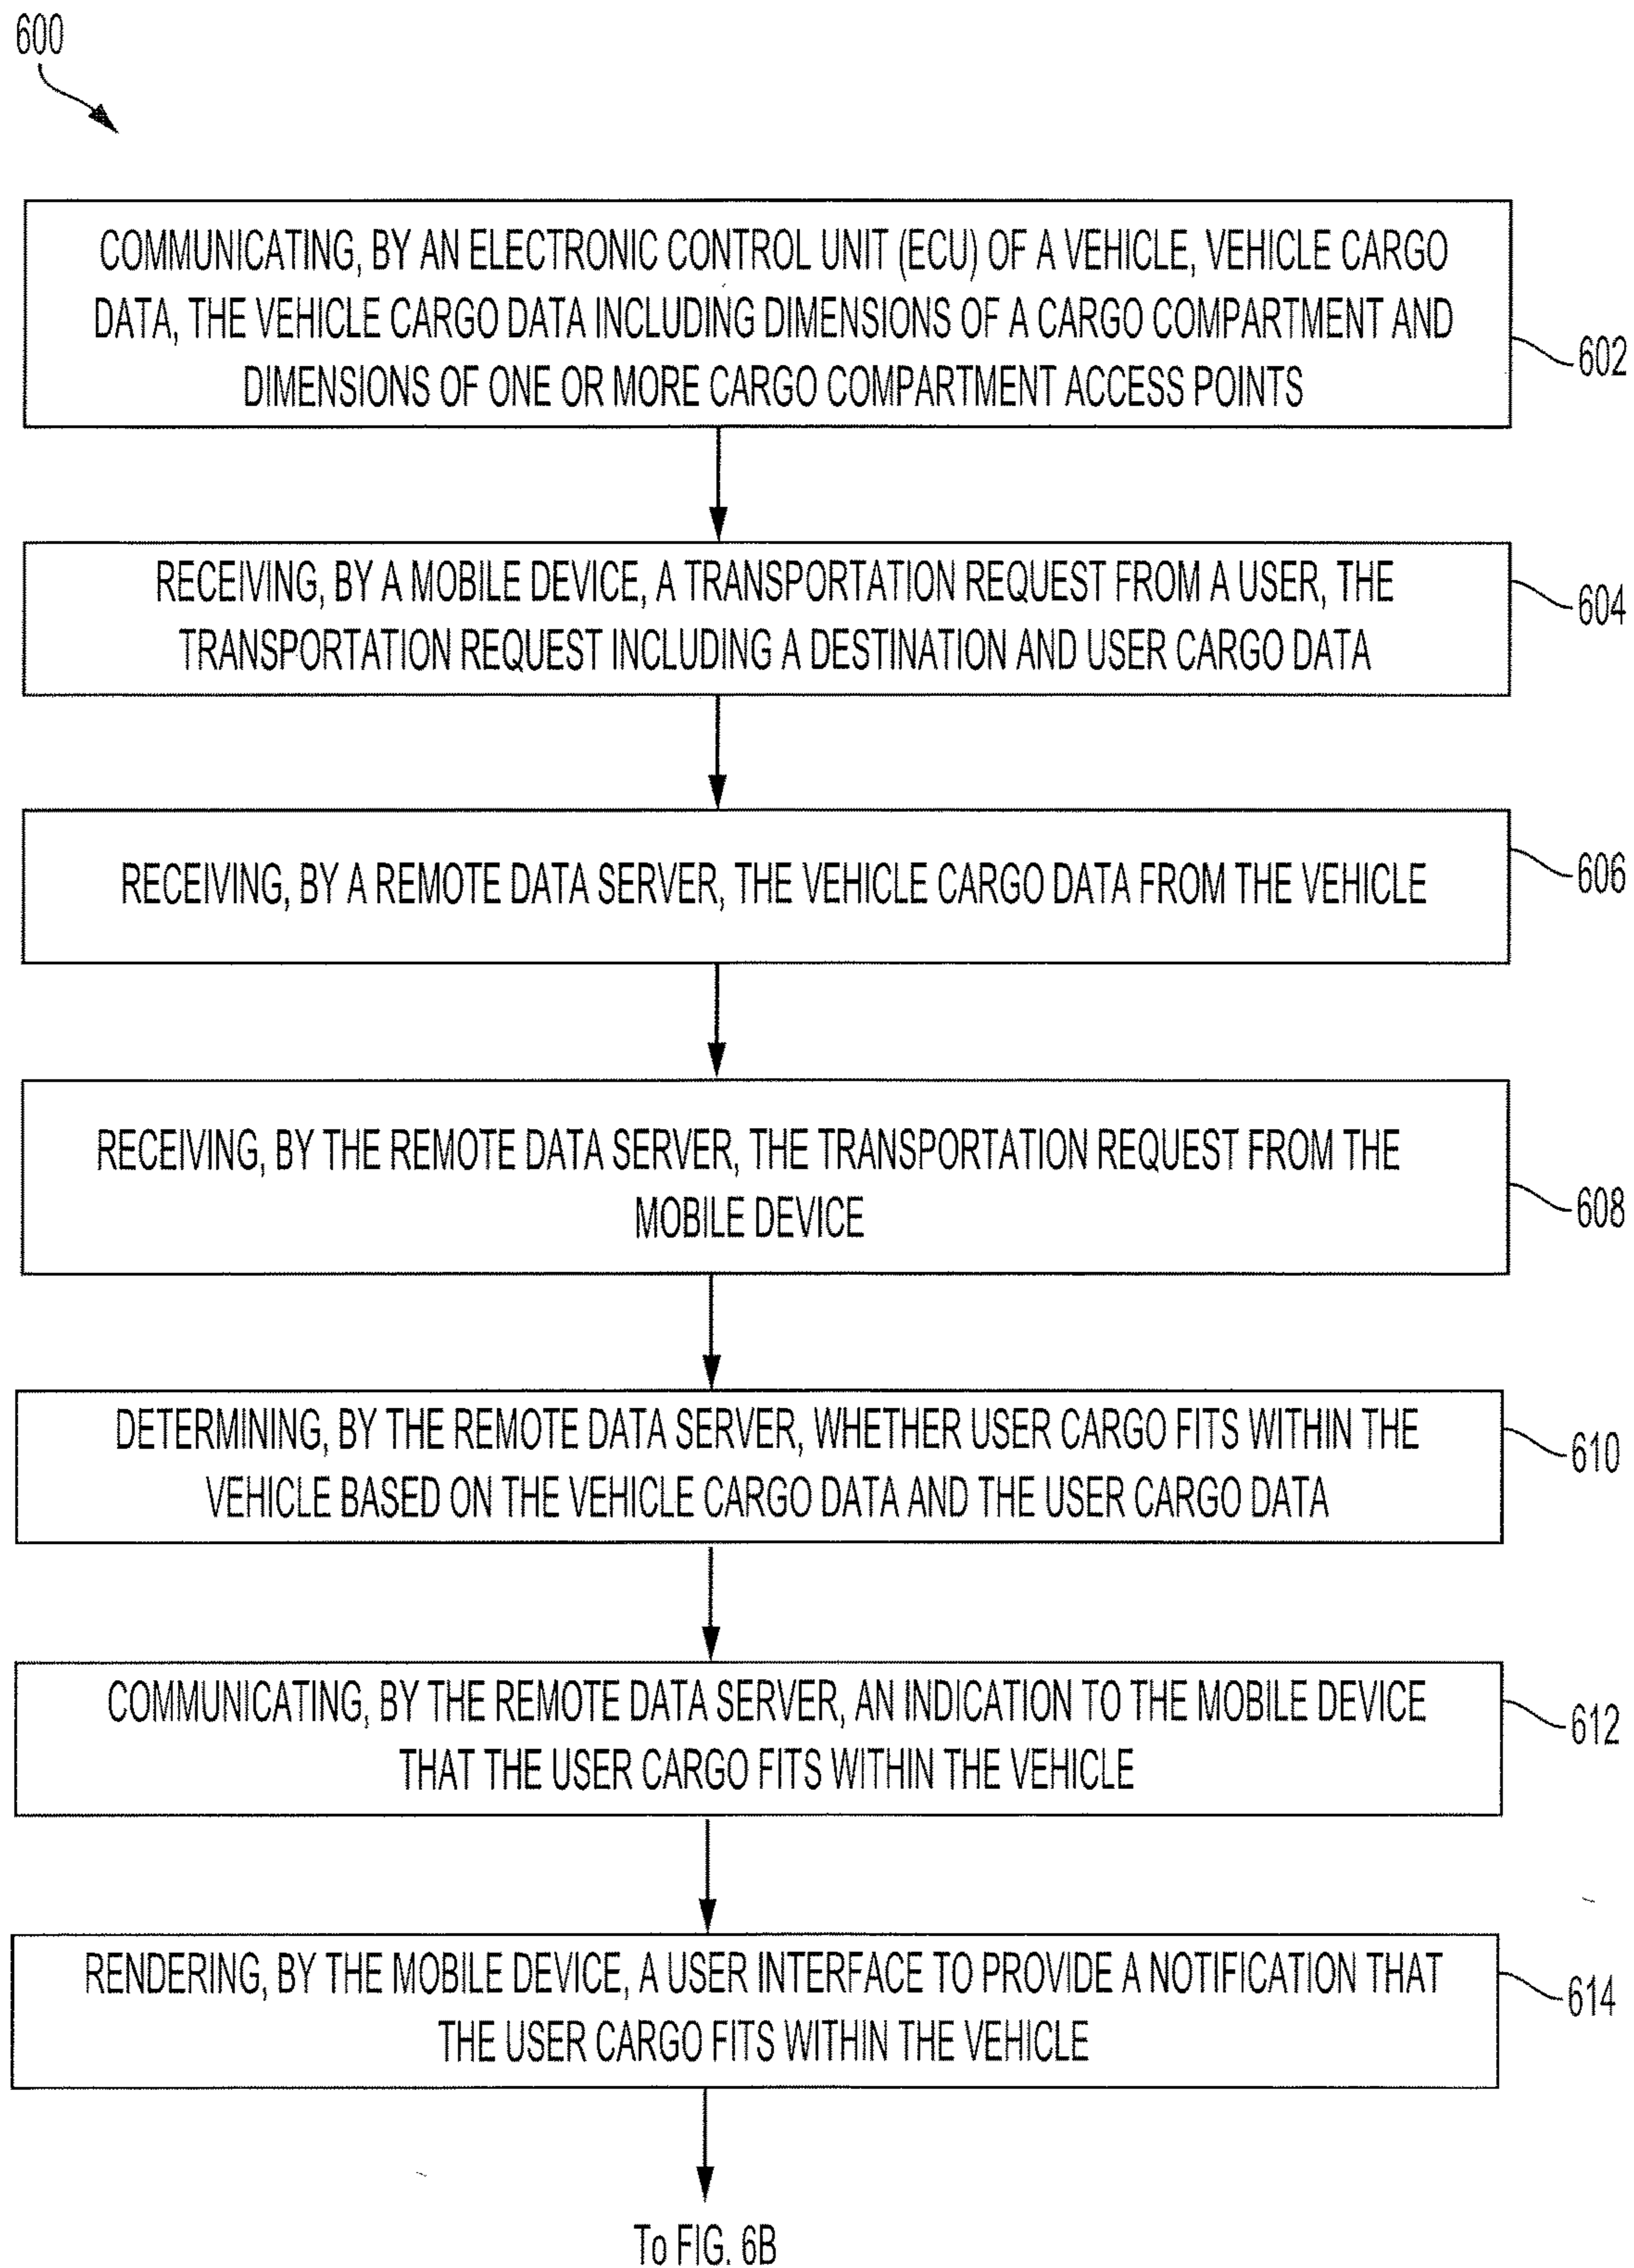 600
COMMUNICATING, BY AN ELECTRONIC CONTROL UNIT (ECU) OF A VEHICLE, VEHICLE CARGO
DATA, THE VEHICLE CARGO DATA INCLUDING DIMENSIONS OF A CARGO COMPARTMENT AND
DIMENSIONS OF ONE OR MORE CARGO COMPARTMENT ACCESS POINTS
602
RECEIVING, BY A MOBILE DEVICE, A TRANSPORTATION REQUEST FROM A USER, THE
TRANSPORTATION REQUEST INCLUDING A DESTINATION AND USER CARGO DATA
604
RECEIVING, BY A REMOTE DATA SERVER, THE VEHICLE CARGO DATA FROM THE VEHICLE
606
RECEIVING, BY THE REMOTE DATA SERVER, THE TRANSPORTATION REQUEST FROM THE
MOBILE DEVICE
608
DETERMINING, BY THE REMOTE DATA SERVER, WHETHER USER CARGO FITS WITHIN THE
VEHICLE BASED ON THE VEHICLE CARGO DATA AND THE USER CARGO DATA
610
COMMUNICATING, BY THE REMOTE DATA SERVER, AN INDICATION TO THE MOBILE DEVICE
THAT THE USER CARGO FITS WITHIN THE VEHICLE
612
RENDERING, BY THE MOBILE DEVICE, A USER INTERFACE TO PROVIDE A NOTIFICATION THAT
THE USER CARGO FITS WITHIN THE VEHICLE
614
To FIG. 6B